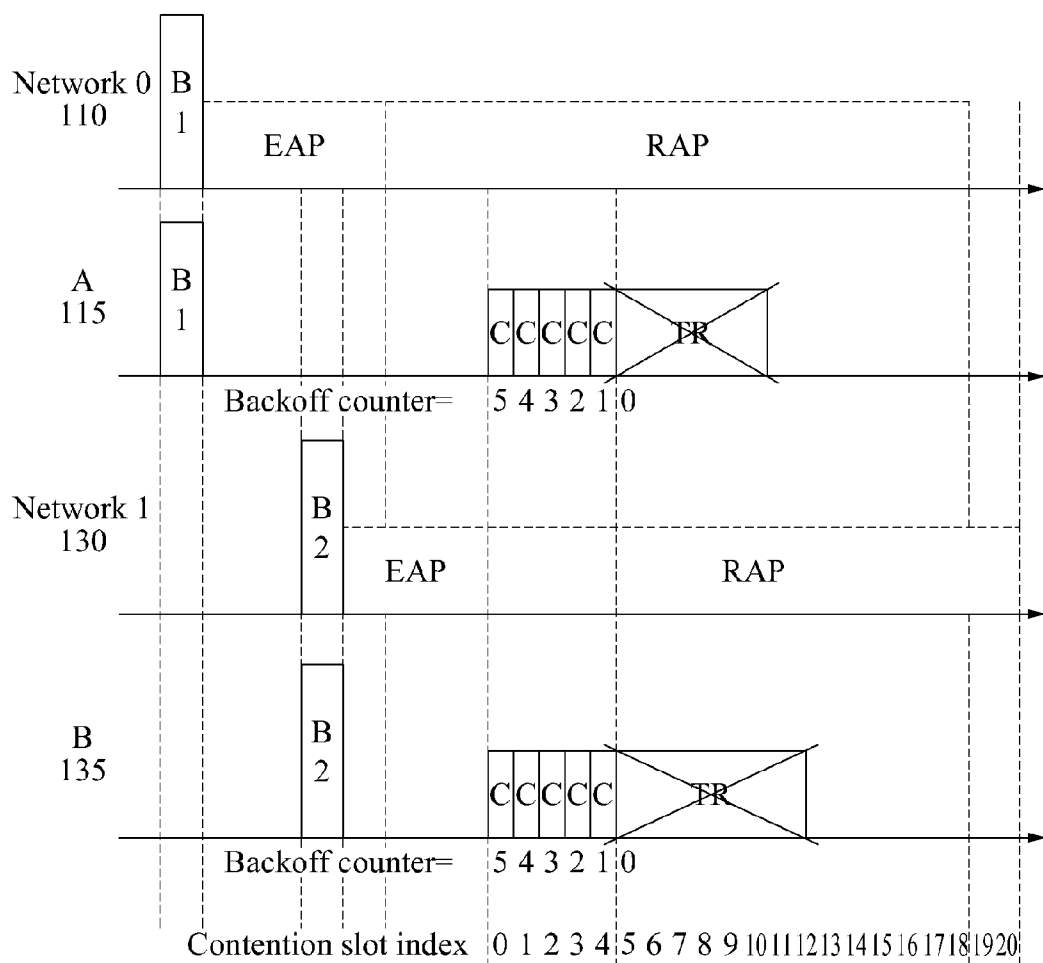 Network 0
110
B
1
EAP
RAP
A
115
B
1
C C C C C
TR
Backoff counter= 5 4 3 2 1 0
Network 1
130
B
2
EAP
RAP
B
135
B
2
C C C C C
TR
Backoff counter= 5 4 3 2 1 0
Contention slot index 0 1 2 3 4 5 6 7 8 9 10 11 12 13 14 15 16 17 18 19 20